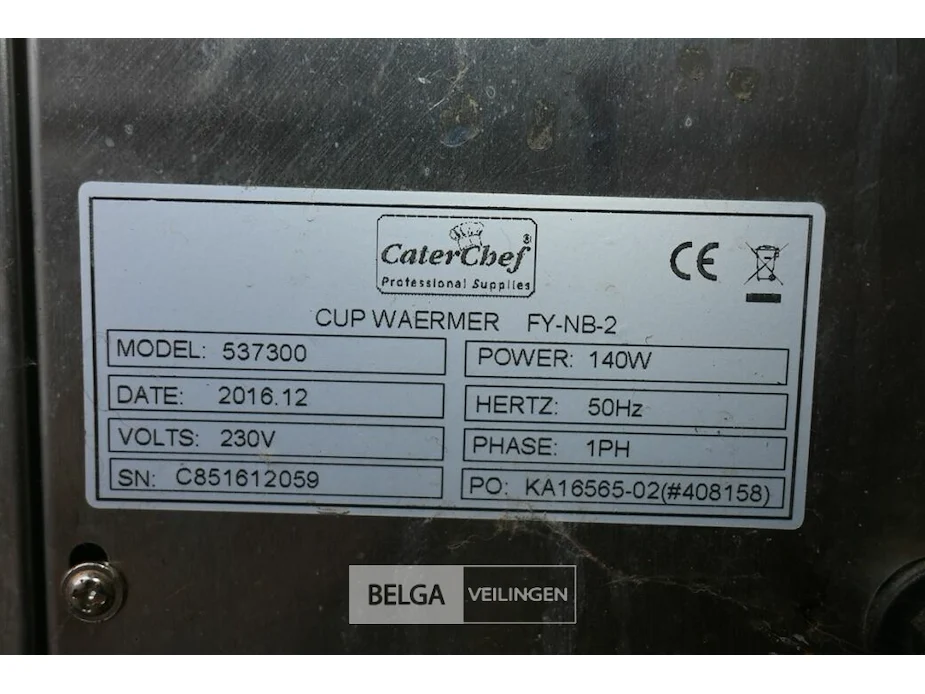 CaterChef ®
Professional Supplies
CE
CUP WAERMER FY-NB-2
MODEL: 537300
POWER: 140W
DATE: 2016.12
HERTZ: 50Hz
VOLTS: 230V
PHASE: 1PH
SN: C851612059
PO: KA16565-02(#408158)
BELGA VEILINGEN